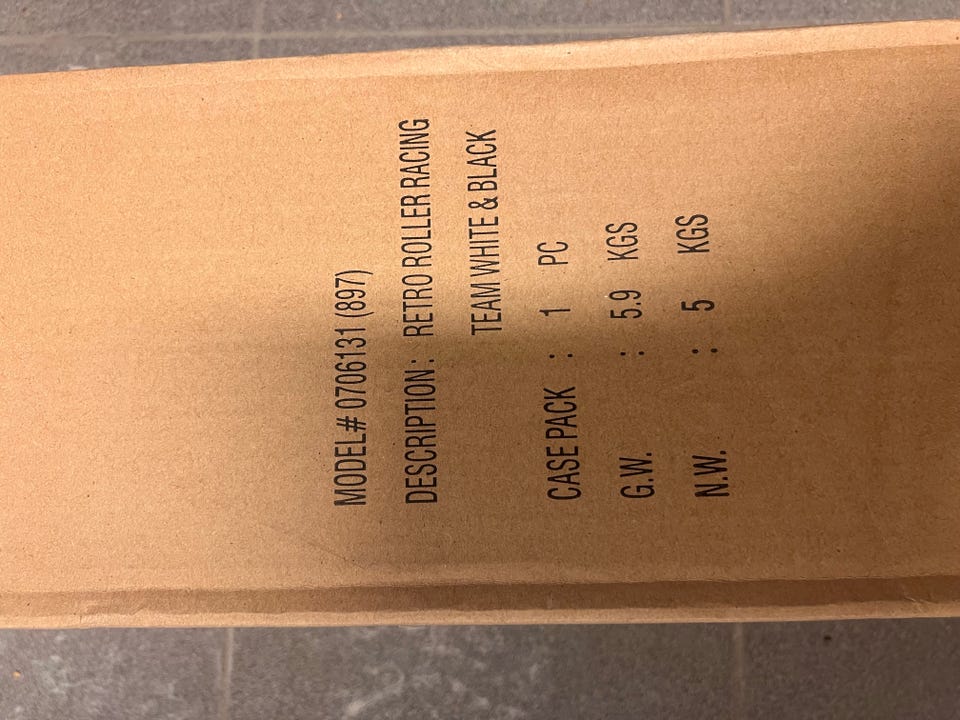 MODEL# 0706131 (897)
DESCRIPTION : RETRO ROLLER RACING
TEAM WHITE & BLACK
CASE PACK : 1 PC
G.W. : 5.9 KGS
N.W. : 5 KGS